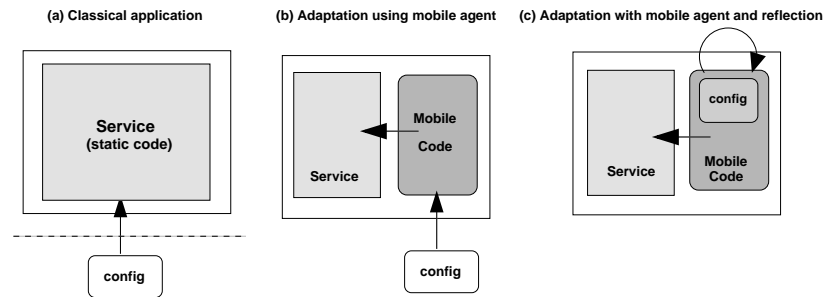 (a) Classical application
(b) Adaptation using mobile agent
(c) Adaptation with mobile agent and reflection
Service
(static code)
config
Service
Mobile
Code
config
config
Service
Mobile
Code